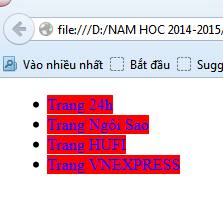 file:///D:/NAM HOC 2014-2015/
Vào nhiều nhất Bắt đầu Sugg
Trang 24h
Trang Ngôi Sao
Trang HUFI
Trang VNEXPRESS